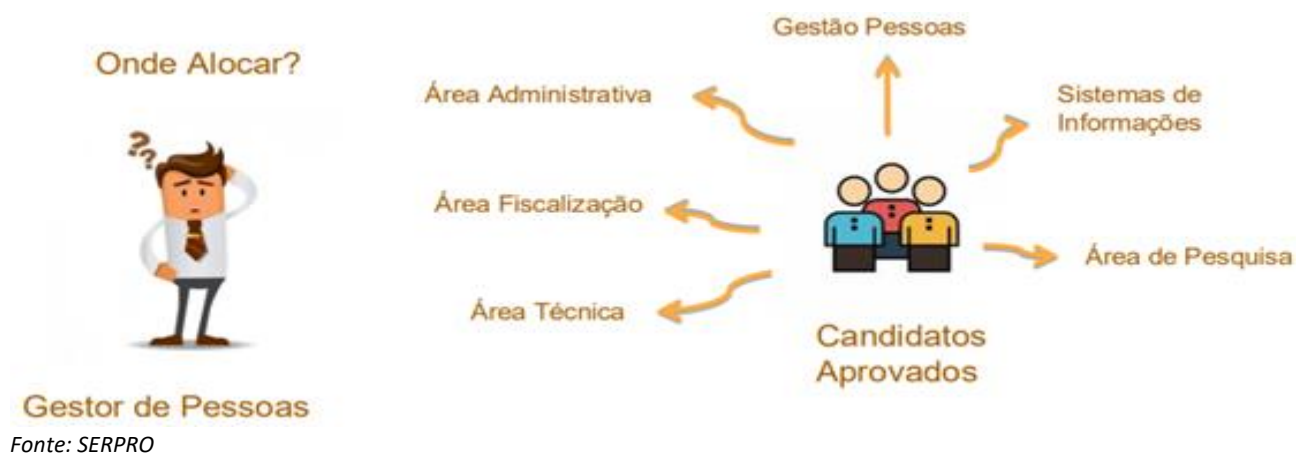 Onde Alocar?
??
Gestor de Pessoas
Gestão Pessoas
Área Administrativa
Sistemas de
Informações
Área Fiscalização
Área de Pesquisa
Área Técnica
Candidatos
Aprovados
Fonte: SERPRO